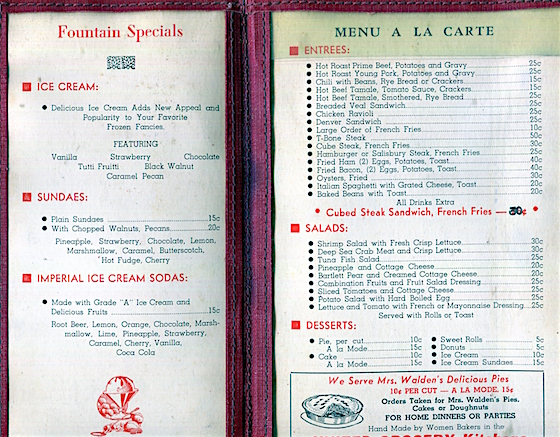 Fountain Specials
ICE CREAM:
Delicious Ice Cream Adds New Appeal and
Popularity to Your Favorite
Frozen Fancies.
FEATURING
Vanilla Strawberry Chocolate
Tutti Fruitti Black Walnut
Caramel Pecan
SUNDAES:
Plain Sundaes 15c
With Chopped Walnuts, Pecans 20c
Pineapple, Strawberry, Chocolate, Lemon,
Marshmallow, Caramel, Butterscotch,
Hot Fudge, Cherry
IMPERIAL ICE CREAM SODAS:
Made with Grade "A" Ice Cream and
Delicious Fruits 15c
Root Beer, Lemon, Orange, Chocolate, Marsh-
mallow, Lime, Pineapple, Strawberry,
Caramel, Cherry, Vanilla,
Coca Cola
MENU A LA CARTE
ENTREES:
Hot Roast Prime Beef, Potatoes and Gravy 25c
Hot Roast Young Pork, Potatoes and Gravy 25c
Chili with Beans, Rye Bread or Crackers 15c
Hot Beef Tamale, Tomato Sauce, Crackers 15c
Hot Beef Tamale, Smothered, Rye Bread 25c
Breaded Veal Sandwich 25c
Chicken Ravioli 25c
Denver Sandwich 25c
Large Order of French Fries 10c
T-Bone Steak 50c
Cube Steak, French Fries 30c
Hamburger or Salisbury Steak, French Fries 25c
Fried Ham (2) Eggs, Potatoes, Toast 40c
Fried Bacon, (2) Eggs, Potatoes, Toast 40c
Oysters, Fried 30c
Italian Spaghetti with Grated Cheese, Toast 20c
Baked Beans with Toast 20c
All Drinks Extra
Cubed Steak Sandwich, French Fries —
SALADS:
Shrimp Salad with Fresh Crisp Lettuce 30c
Deep Sea Crab Meat and Crisp Lettuce 30c
Tuna Fish Salad 25c
Pineapple and Cottage Cheese 20c
Bartlett Pear and Creamed Cottage Cheese 20c
Combination Fruits and Fruit Salad Dressing 25c
Sliced Tomatoes and Cottage Cheese 25c
Potato Salad with Hard Boiled Egg 25c
Lettuce and Tomato with French or Mayonnaise Dressing 25c
Served with Rolls or Toast
DESSERTS:
Pie, per cut 10c Sweet Rolls 5c
A la Mode 15c Donuts 5c
Cake 10c Ice Cream 10c
A la Mode 15c Ice Cream Sundaes 15c
We Serve Mrs. Walden's Delicious Pies
10¢ PER CUT — A LA MODE, 15¢
Orders Taken for Mrs. Walden's Pies,
Cakes or Doughnuts
FOR HOME DINNERS OR PARTIES
Hand Made by Women Bakers in the